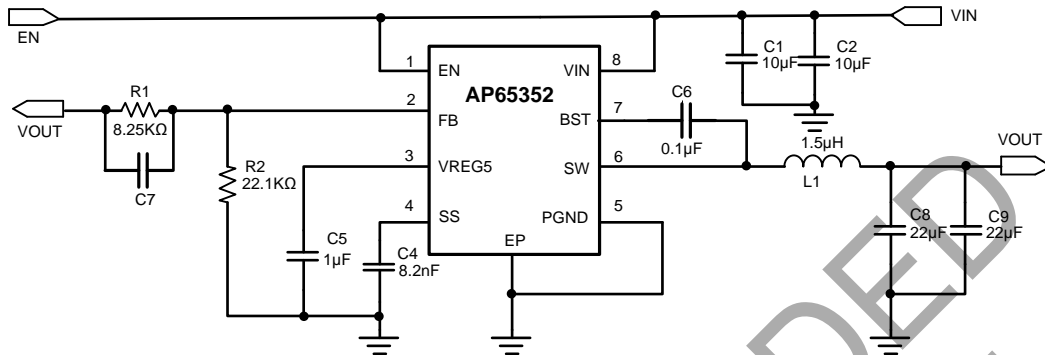 EN
VIN
C1
10µF
C2
10µF
1
EN
VIN
8
AP65352
R1
8.25KΩ
VOUT
C7
2
FB
BST
7
C6
0.1µF
R2
22.1KΩ
3
VREG5
SW
6
1.5µH
L1
VOUT
4
SS
PGND
5
EP
C5
1µF
C4
8.2nF
C8
22µF
C9
22µF
DED